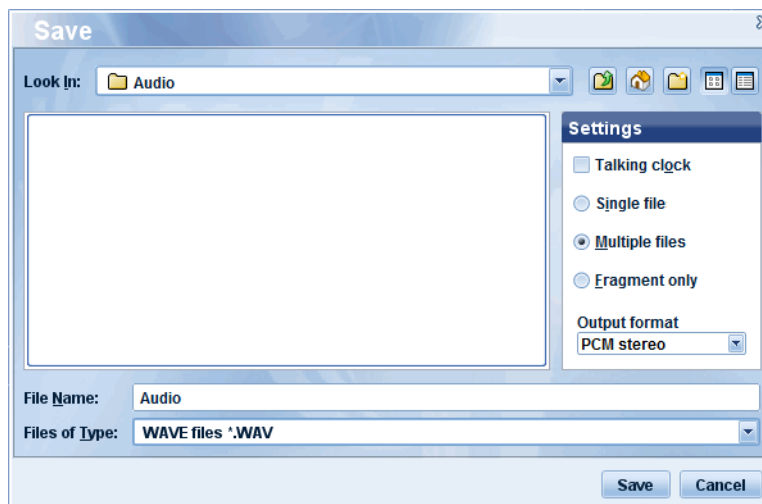 Save
Look In: Audio
Settings
Talking clock
Single file
Multiple files
Fragment only
Output format
PCM stereo
File Name: Audio
Files of Type: WAVE files *.WAV
Save Cancel